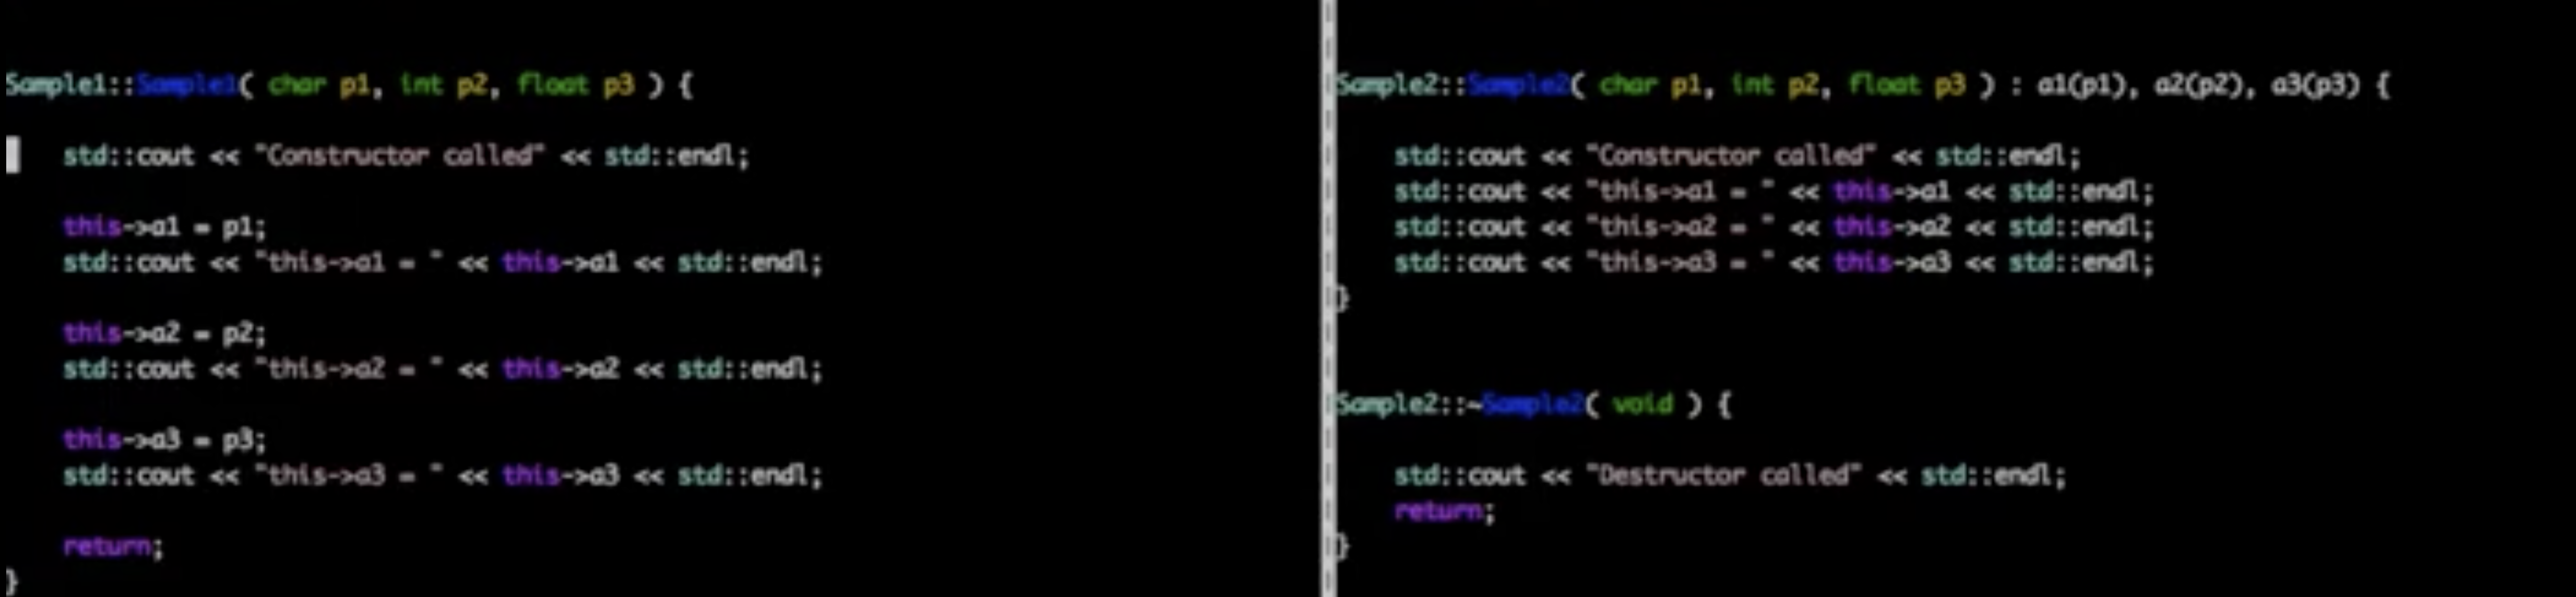 Sample1::Sample1( char p1, int p2, float p3 ) {
std::cout << "Constructor called" << std::endl;
this->a1 = p1;
std::cout << "this->a1 = " << this->a1 << std::endl;
this->a2 = p2;
std::cout << "this->a2 = " << this->a2 << std::endl;
this->a3 = p3;
std::cout << "this->a3 = " << this->a3 << std::endl;
return;
}
Sample2::Sample2( char p1, int p2, float p3 ) : a1(p1), a2(p2), a3(p3) {
std::cout << "Constructor called" << std::endl;
std::cout << "this->a1 = " << this->a1 << std::endl;
std::cout << "this->a2 = " << this->a2 << std::endl;
std::cout << "this->a3 = " << this->a3 << std::endl;
}
Sample2::~Sample2( void ) {
std::cout << "Destructor called" << std::endl;
return;
}